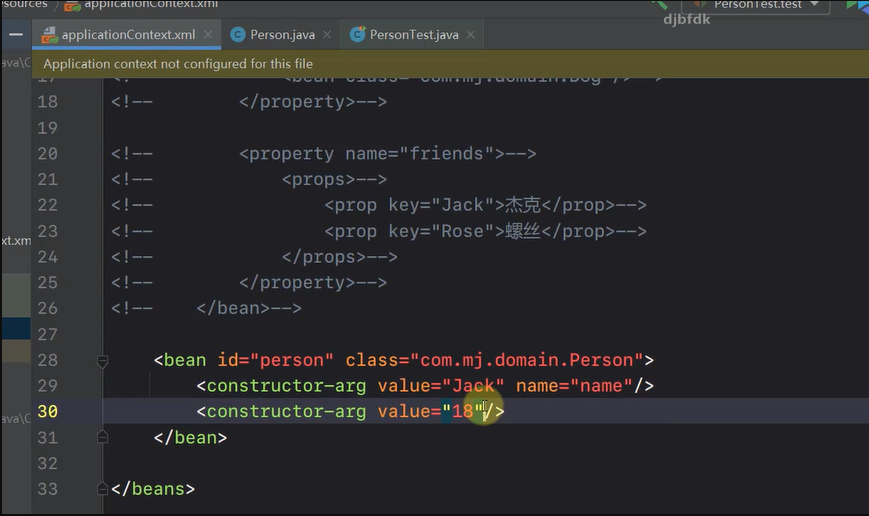 esources applicationContext.xml PersonTest.test
djbfdk
applicationContext.xml Person.java PersonTest.java
Application context not configured for this file
17 <!-- <bean class="com.mj.domain.Dog"/>-->
18 <!-- </property>-->
19
20 <!-- <property name="friends">-->
21 <!-- <props>-->
22 <!-- <prop key="Jack">杰克</prop>-->
23 <!-- <prop key="Rose">螺丝</prop>-->
24 <!-- </props>-->
25 <!-- </property>-->
26 <!-- </bean>-->
27
28 <bean id="person" class="com.mj.domain.Person">
29 <constructor-arg value="Jack" name="name"/>
30 <constructor-arg value="18"/>
31 </bean>
32
33 </beans>
ava\C
xt.xm
ava\C